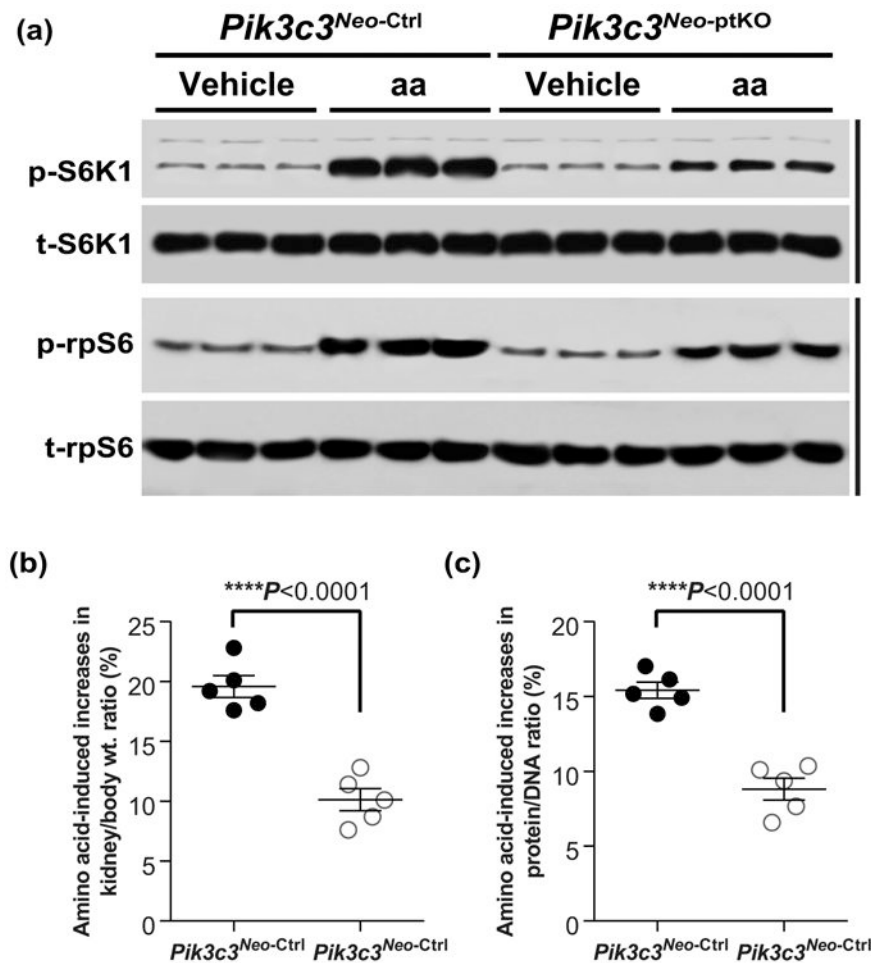 (a)
Pik3c3Neo-Ctrl Pik3c3Neo-ptKO
Vehicle aa Vehicle aa
p-S6K1
t-S6K1
p-rpS6
t-rpS6
(b)
****P<0.0001
Amino acid-induced increases in
kidney/body wt. ratio (%)
25
20
15
10
5
0
Pik3c3Neo-Ctrl Pik3c3Neo-Ctrl
(c)
****P<0.0001
Amino acid-induced increases in
protein/DNA ratio (%)
20
15
10
5
0
Pik3c3Neo-Ctrl Pik3c3Neo-Ctrl